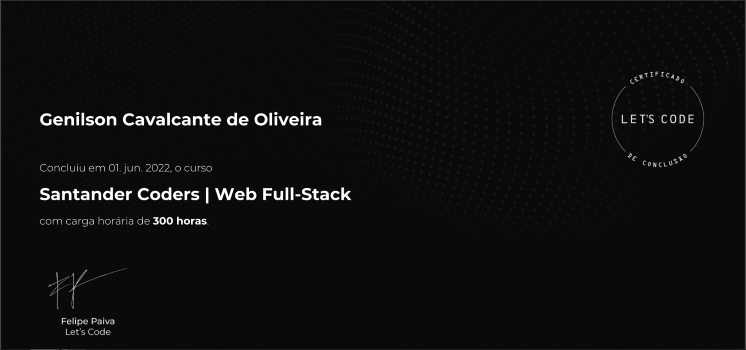 CERTIFICADO
LET'S CODE
DE CONCLUSÃO
Genilson Cavalcante de Oliveira
Concluiu em 01. jun. 2022, o curso
Santander Coders | Web Full-Stack
com carga horária de 300 horas.
Felipe Paiva
Let's Code